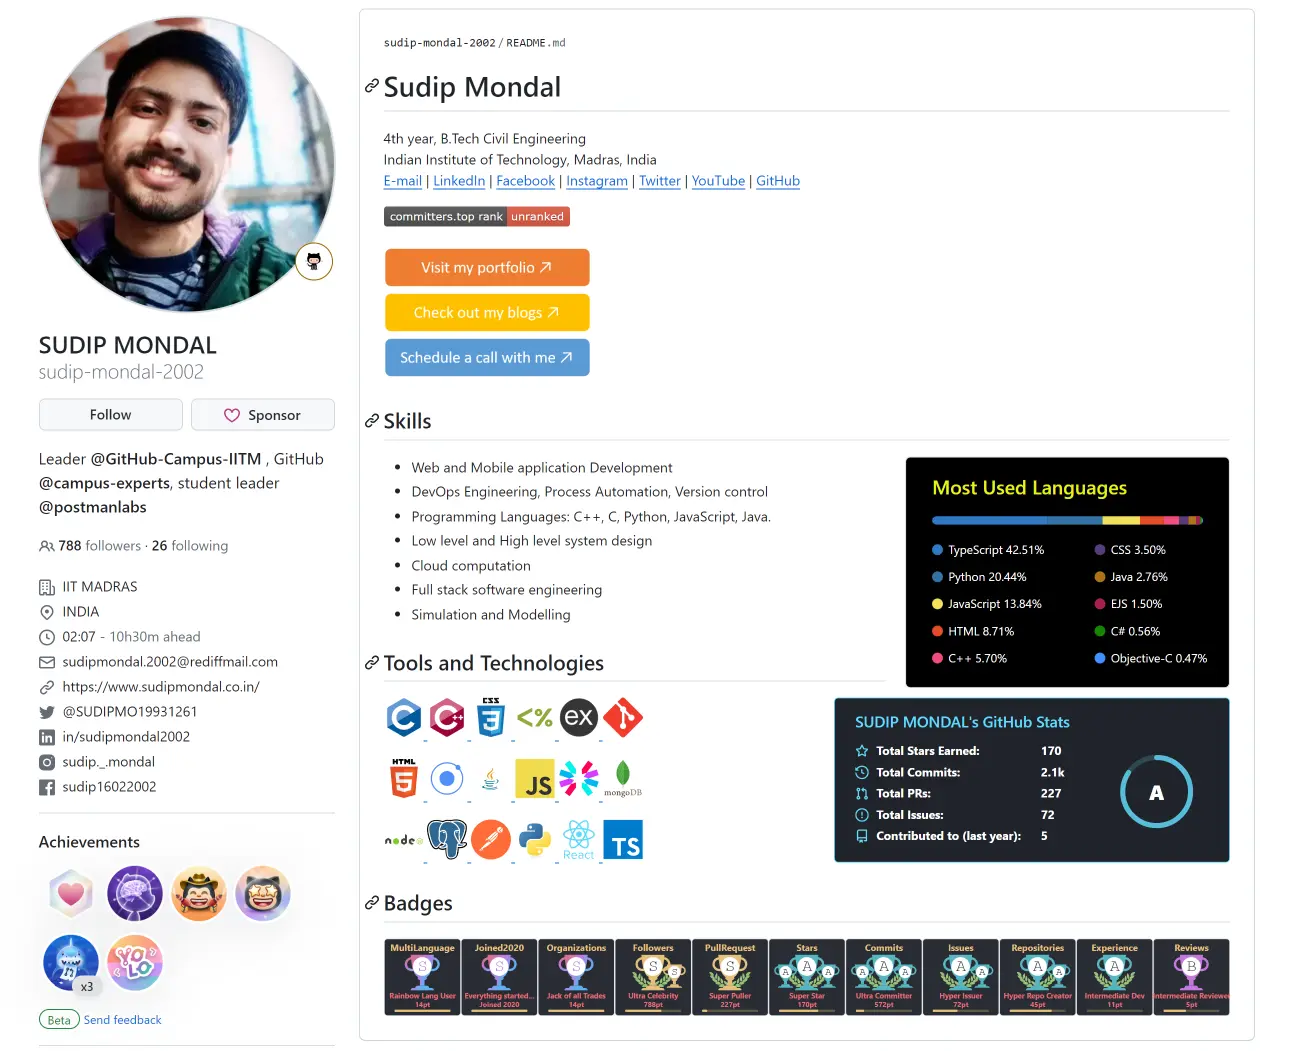 SUDIP MONDAL
sudip-mondal-2002
Follow
Sponsor
Leader @GitHub-Campus-IITM , GitHub
@campus-experts, student leader
@postmanlabs
788 followers · 26 following
IIT MADRAS
INDIA
02:07 - 10h30m ahead
sudipmondal.2002@rediffmail.com
https://www.sudipmondal.co.in/
@SUDIPMO19931261
in/sudipmondal2002
sudip._.mondal
sudip16022002
Achievements
YOLO
x3
Beta Send feedback
sudip-mondal-2002/README.md
Sudip Mondal
4th year, B.Tech Civil Engineering
Indian Institute of Technology, Madras, India
E-mail | LinkedIn | Facebook | Instagram | Twitter | YouTube | GitHub
committers.top rank unranked
Visit my portfolio ↗
Check out my blogs ↗
Schedule a call with me ↗
Skills
• Web and Mobile application Development
• DevOps Engineering, Process Automation, Version control
• Programming Languages: C++, C, Python, JavaScript, Java.
• Low level and High level system design
• Cloud computation
• Full stack software engineering
• Simulation and Modelling
Most Used Languages
TypeScript 42.51%
Python 20.44%
JavaScript 13.84%
HTML 8.71%
C++ 5.70%
CSS 3.50%
Java 2.76%
EJS 1.50%
C# 0.56%
Objective-C 0.47%
Tools and Technologies
C C++ CSS 3 <% ex
HTML 5 Java JS mongoDB
node React TS
SUDIP MONDAL's GitHub Stats
Total Stars Earned: 170
Total Commits: 2.1k
Total PRs: 227
Total Issues: 72
Contributed to (last year): 5
A
Badges
MultiLanguage
S
Rainbow Lang User
14pt
Joined2020
S
Everything started...
Joined 2020
Organizations
S
Jack of all Trades
14pt
Followers
S S
Ultra Celebrity
788pt
PullRequest
S
Super Puller
227pt
Stars
A A A
Super Star
170pt
Commits
A A A
Ultra Committer
572pt
Issues
A
Hyper Issuer
72pt
Repositories
A
Hyper Repo Creator
45pt
Experience
A
Intermediate Dev
11pt
Reviews
B
Intermediate Reviewer
5pt